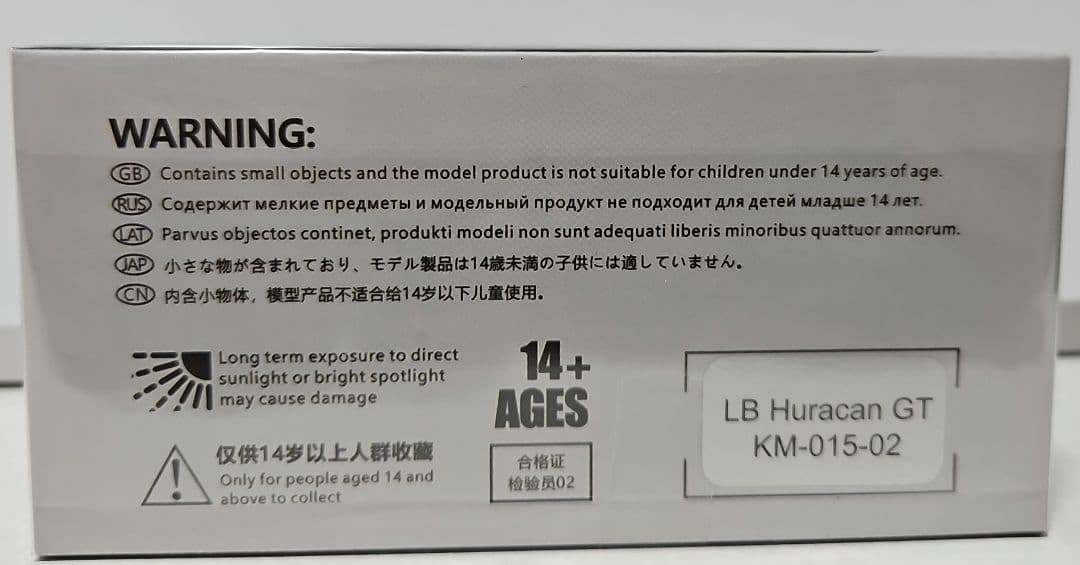 WARNING:
GB Contains small objects and the model product is not suitable for children under 14 years of age.
RUS Содержит мелкие предметы и модельный продукт не подходит для детей младше 14 лет.
LAT Parvus objectos continet, produkti modeli non sunt adequati liberis minoribus quattuor annorum.
JAP 小さな物が含まれており、モデル製品は14歳未満の子供には適していません。
CN 内含小物体，模型产品不适合给14岁以下儿童使用。
Long term exposure to direct
sunlight or bright spotlight
may cause damage
仅供14岁以上人群收藏
Only for people aged 14 and
above to collect
14+
AGES
合格证
检验员02
LB Huracan GT
KM-015-02